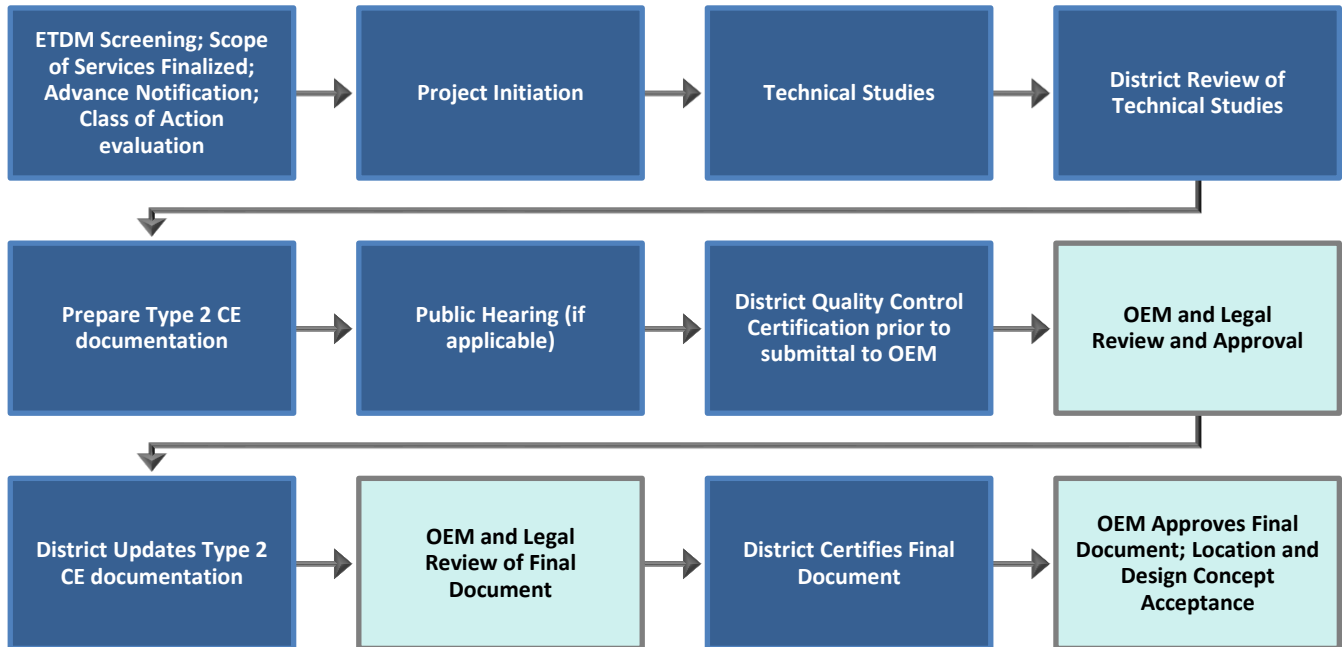 ETDM Screening; Scope
of Services Finalized;
Advance Notification;
Class of Action
evaluation
Project Initiation
Technical Studies
District Review of
Technical Studies
Prepare Type 2 CE
documentation
Public Hearing (if
applicable)
District Quality Control
Certification prior to
submittal to OEM
OEM and Legal
Review and Approval
District Updates Type 2
CE documentation
OEM and Legal
Review of Final
Document
District Certifies Final
Document
OEM Approves Final
Document; Location and
Design Concept
Acceptance